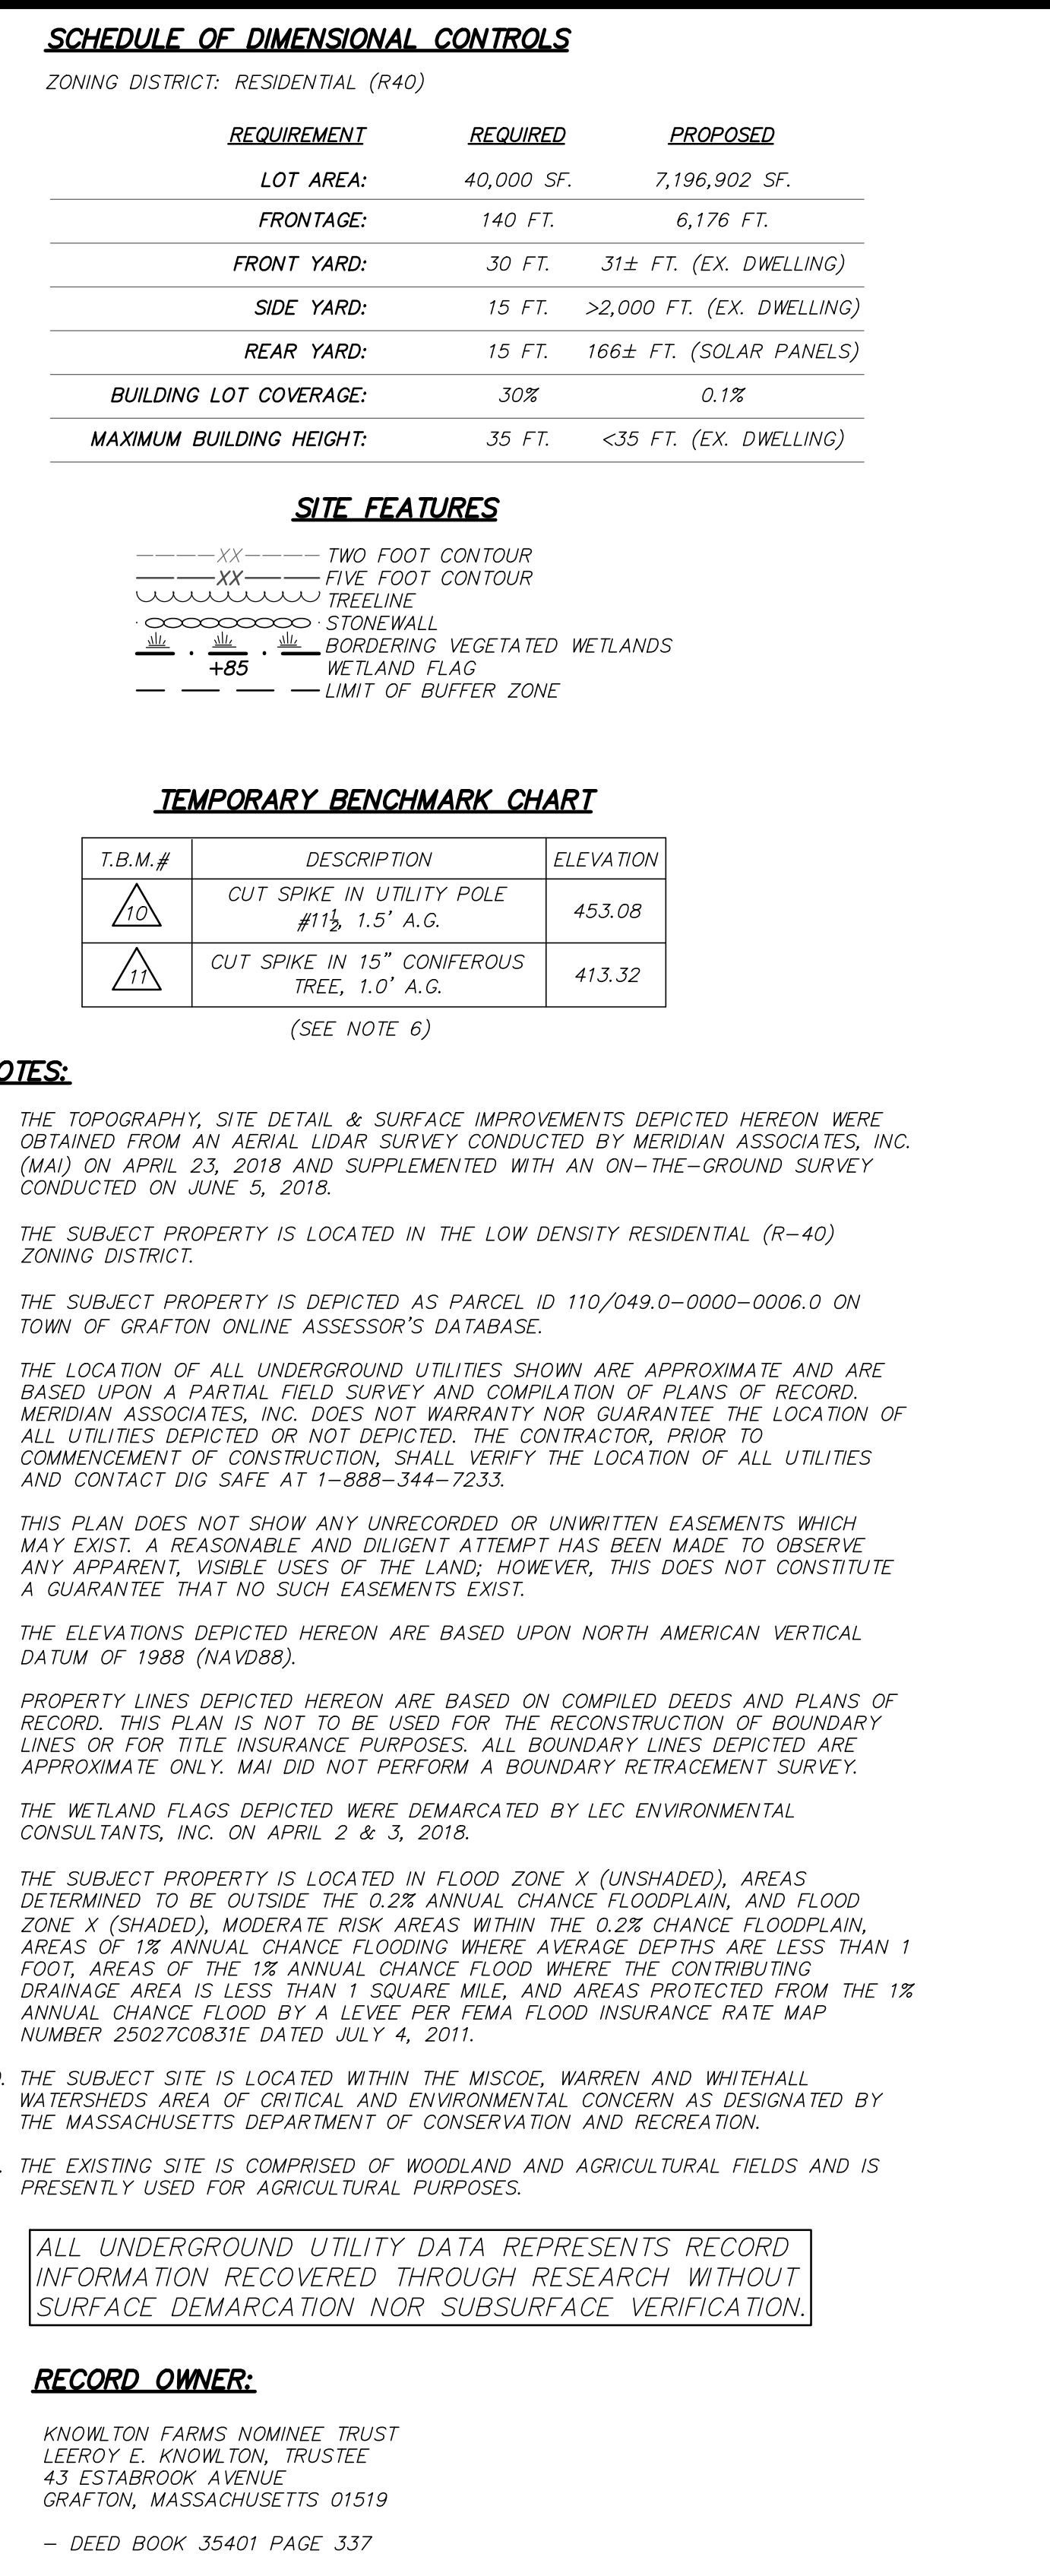 SCHEDULE OF DIMENSIONAL CONTROLS
ZONING DISTRICT: RESIDENTIAL (R40)
REQUIREMENT REQUIRED PROPOSED
LOT AREA: 40,000 SF. 7,196,902 SF.
FRONTAGE: 140 FT. 6,176 FT.
FRONT YARD: 30 FT. 31± FT. (EX. DWELLING)
SIDE YARD: 15 FT. >2,000 FT. (EX. DWELLING)
REAR YARD: 15 FT. 166± FT. (SOLAR PANELS)
BUILDING LOT COVERAGE: 30% 0.1%
MAXIMUM BUILDING HEIGHT: 35 FT. <35 FT. (EX. DWELLING)
SITE FEATURES
XX TWO FOOT CONTOUR
XX FIVE FOOT CONTOUR
TREELINE
STONEWALL
BORDERING VEGETATED WETLANDS
+85 WETLAND FLAG
LIMIT OF BUFFER ZONE
TEMPORARY BENCHMARK CHART
T.B.M.# DESCRIPTION ELEVATION
10 CUT SPIKE IN UTILITY POLE #11½, 1.5' A.G. 453.08
11 CUT SPIKE IN 15" CONIFEROUS TREE, 1.0' A.G. 413.32
(SEE NOTE 6)
OTES:
THE TOPOGRAPHY, SITE DETAIL & SURFACE IMPROVEMENTS DEPICTED HEREON WERE
OBTAINED FROM AN AERIAL LIDAR SURVEY CONDUCTED BY MERIDIAN ASSOCIATES, INC.
(MAI) ON APRIL 23, 2018 AND SUPPLEMENTED WITH AN ON-THE-GROUND SURVEY
CONDUCTED ON JUNE 5, 2018.
THE SUBJECT PROPERTY IS LOCATED IN THE LOW DENSITY RESIDENTIAL (R-40)
ZONING DISTRICT.
THE SUBJECT PROPERTY IS DEPICTED AS PARCEL ID 110/049.0-0000-0006.0 ON
TOWN OF GRAFTON ONLINE ASSESSOR'S DATABASE.
THE LOCATION OF ALL UNDERGROUND UTILITIES SHOWN ARE APPROXIMATE AND ARE
BASED UPON A PARTIAL FIELD SURVEY AND COMPILATION OF PLANS OF RECORD.
MERIDIAN ASSOCIATES, INC. DOES NOT WARRANTY NOR GUARANTEE THE LOCATION OF
ALL UTILITIES DEPICTED OR NOT DEPICTED. THE CONTRACTOR, PRIOR TO
COMMENCEMENT OF CONSTRUCTION, SHALL VERIFY THE LOCATION OF ALL UTILITIES
AND CONTACT DIG SAFE AT 1-888-344-7233.
THIS PLAN DOES NOT SHOW ANY UNRECORDED OR UNWRITTEN EASEMENTS WHICH
MAY EXIST. A REASONABLE AND DILIGENT ATTEMPT HAS BEEN MADE TO OBSERVE
ANY APPARENT, VISIBLE USES OF THE LAND; HOWEVER, THIS DOES NOT CONSTITUTE
A GUARANTEE THAT NO SUCH EASEMENTS EXIST.
THE ELEVATIONS DEPICTED HEREON ARE BASED UPON NORTH AMERICAN VERTICAL
DATUM OF 1988 (NAVD88).
PROPERTY LINES DEPICTED HEREON ARE BASED ON COMPILED DEEDS AND PLANS OF
RECORD. THIS PLAN IS NOT TO BE USED FOR THE RECONSTRUCTION OF BOUNDARY
LINES OR FOR TITLE INSURANCE PURPOSES. ALL BOUNDARY LINES DEPICTED ARE
APPROXIMATE ONLY. MAI DID NOT PERFORM A BOUNDARY RETRACEMENT SURVEY.
THE WETLAND FLAGS DEPICTED WERE DEMARCATED BY LEC ENVIRONMENTAL
CONSULTANTS, INC. ON APRIL 2 & 3, 2018.
THE SUBJECT PROPERTY IS LOCATED IN FLOOD ZONE X (UNSHADED), AREAS
DETERMINED TO BE OUTSIDE THE 0.2% ANNUAL CHANCE FLOODPLAIN, AND FLOOD
ZONE X (SHADED), MODERATE RISK AREAS WITHIN THE 0.2% CHANCE FLOODPLAIN,
AREAS OF 1% ANNUAL CHANCE FLOODING WHERE AVERAGE DEPTHS ARE LESS THAN 1
FOOT, AREAS OF THE 1% ANNUAL CHANCE FLOOD WHERE THE CONTRIBUTING
DRAINAGE AREA IS LESS THAN 1 SQUARE MILE, AND AREAS PROTECTED FROM THE 1%
ANNUAL CHANCE FLOOD BY A LEVEE PER FEMA FLOOD INSURANCE RATE MAP
NUMBER 25027C0831E DATED JULY 4, 2011.
. THE SUBJECT SITE IS LOCATED WITHIN THE MISCOE, WARREN AND WHITEHALL
WATERSHEDS AREA OF CRITICAL AND ENVIRONMENTAL CONCERN AS DESIGNATED BY
THE MASSACHUSETTS DEPARTMENT OF CONSERVATION AND RECREATION.
. THE EXISTING SITE IS COMPRISED OF WOODLAND AND AGRICULTURAL FIELDS AND IS
PRESENTLY USED FOR AGRICULTURAL PURPOSES.
ALL UNDERGROUND UTILITY DATA REPRESENTS RECORD
INFORMATION RECOVERED THROUGH RESEARCH WITHOUT
SURFACE DEMARCATION NOR SUBSURFACE VERIFICATION.
RECORD OWNER:
KNOWLTON FARMS NOMINEE TRUST
LEEROY E. KNOWLTON, TRUSTEE
43 ESTABROOK AVENUE
GRAFTON, MASSACHUSETTS 01519
- DEED BOOK 35401 PAGE 337